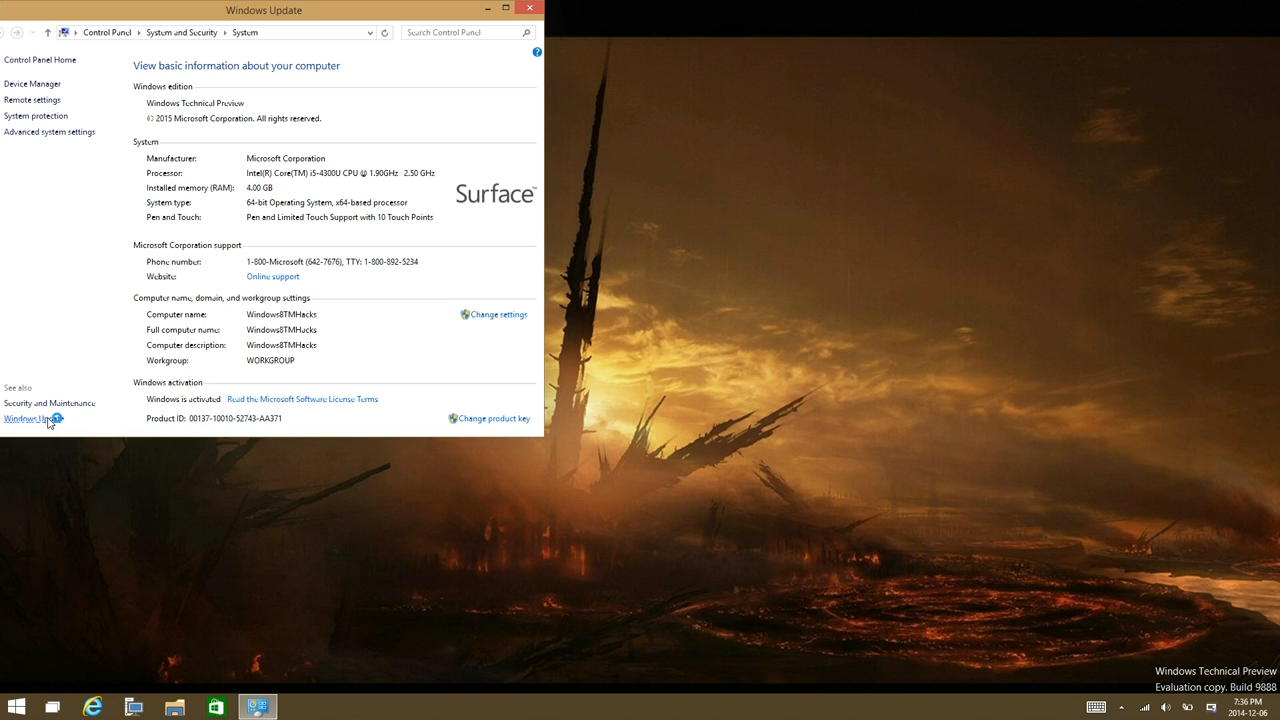 Windows Update
Control Panel System and Security System
Search Control Panel
Control Panel Home
Device Manager
Remote settings
System protection
Advanced system settings
View basic information about your computer
Windows edition
Windows Technical Preview
© 2015 Microsoft Corporation. All rights reserved.
System
Manufacturer: Microsoft Corporation
Processor: Intel(R) Core(TM) i5-4300U CPU @ 1.90GHz 2.50 GHz
Installed memory (RAM): 4.00 GB
System type: 64-bit Operating System, x64-based processor
Pen and Touch: Pen and Limited Touch Support with 10 Touch Points
Surface™
Microsoft Corporation support
Phone number: 1-800-Microsoft (642-7676), TTY: 1-800-892-5234
Website: Online support
Computer name, domain, and workgroup settings
Computer name: Windows8TMHacks
Change settings
Full computer name: Windows8TMHacks
Computer description: Windows8TMHacks
Workgroup: WORKGROUP
Windows activation
Windows is activated Read the Microsoft Software License Terms
Product ID: 00137-10010-52743-AA371
Change product key
See also
Security and Maintenance
Windows
Windows Technical Preview
Evaluation copy. Build 9888
7:36 PM
2014-12-06